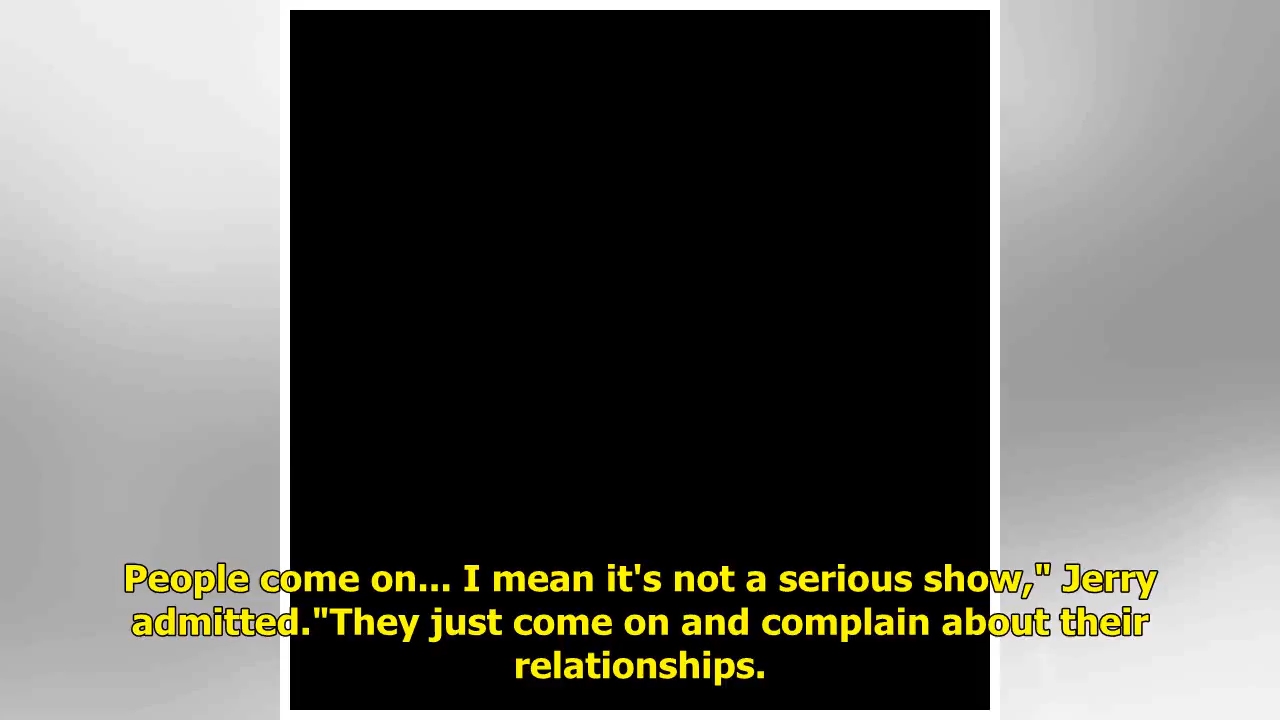 People come on... I mean it's not a serious show," Jerry
admitted."They just come on and complain about their
relationships.